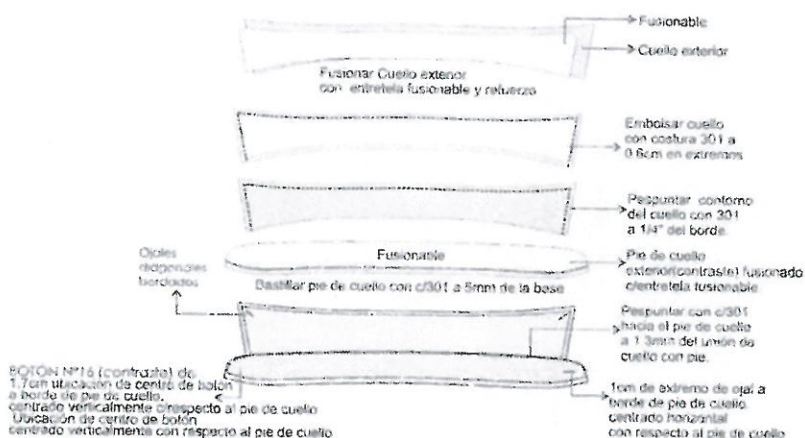 Fusionable
Cuello exterior
Fusionar Cuello exterior
con entretela fusionable y refuerzo
Embolsar cuello
con costura 301 a
0.6cm en extremos
Pespuntar contorno
del cuello con 301
a 1/4" del borde.
Ojales
diagonales
bordados
Fusionable
Pie de cuello
exterior(contraste) fusionado
c/entretela fusionable.
Bastillar pie de cuello con c/301 a 5mm de la base
Pespuntar con c/301
hacia el pie de cuello
a 1.3mm del unión de
cuello con pie.
BOTÓN Nº16 (contraste) de
1.7cm ubicación de centro de botón
a borde de pie de cuello.
centrado verticalmente c/respecto al pie de cuello
Ubicación de centro de botón
centrado verticalmente con respecto al pie de cuello
1cm de extremo de ojal a
borde de pie de cuello.
centrado horizontal
con respecto al pie de cuello